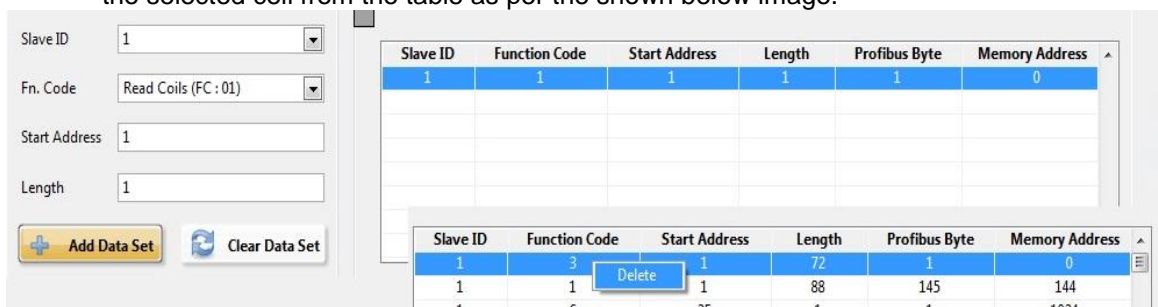 the selected cell from the table as per the shown below image.
Slave ID 1
Fn. Code Read Coils (FC : 01)
Start Address 1
Length 1
Add Data Set Clear Data Set
Slave ID Function Code Start Address Length Profibus Byte Memory Address
1 1 1 1 1 0
Slave ID Function Code Start Address Length Profibus Byte Memory Address
1 3 1 72 1 0
Delete
1 1 1 88 145 144